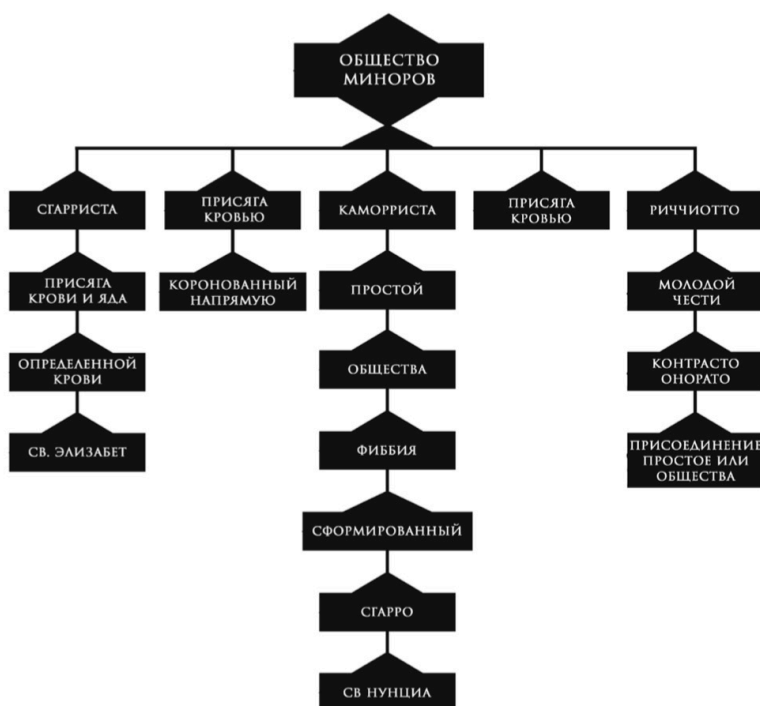 ОБЩЕСТВО
МИНОРОВ
СГАРРИСТА
ПРИСЯГА
КРОВЬЮ
КАМОРРИСТА
ПРИСЯГА
КРОВЬЮ
РИЧЧИОТТО
ПРИСЯГА
КРОВИ И ЯДА
КОРОНОВАННЫЙ
НАПРЯМУЮ
ПРОСТОЙ
МОЛОДОЙ
ЧЕСТИ
ОПРЕДЕЛЕННОЙ
КРОВИ
ОБЩЕСТВА
КОНТРАСТО
ОНОРАТО
СВ. ЭЛИЗАБЕТ
ФИББИЯ
ПРИСОЕДИНЕНИЕ
ПРОСТОЕ ИЛИ
ОБЩЕСТВА
СФОРМИРОВАННЫЙ
СГАРРО
СВ НУНЦИА